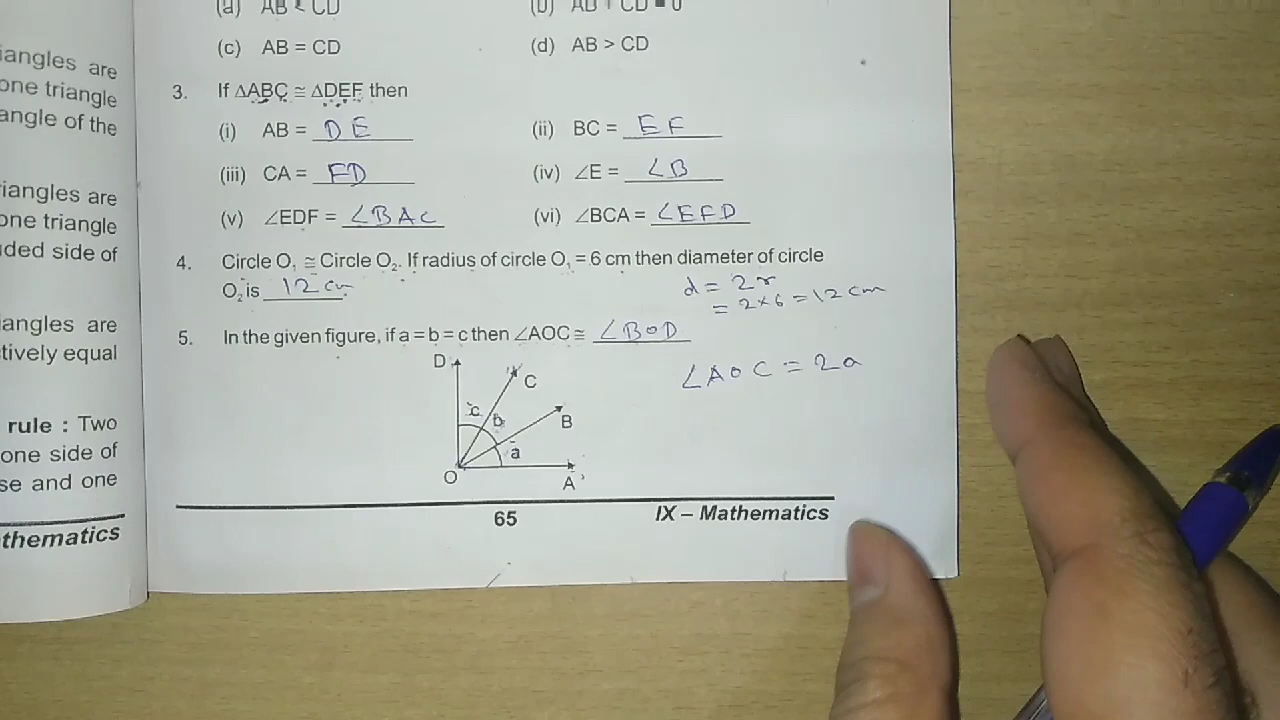 iangles are
one triangle
angle of the
riangles are
one triangle
uded side of
iangles are
tively equal
rule : Two
one side of
se and one
thematics
(c) AB = CD
(d) AB > CD
3. If ΔABC ≅ ΔDEF then
(i) AB = DE
(ii) BC = EF
(iii) CA = FD
(iv) ∠E = ∠B
(v) ∠EDF = ∠BAC
(vi) ∠BCA = ∠EFD
4. Circle O₁ ≅ Circle O₂. If radius of circle O₁ = 6 cm then diameter of circle
O₂ is 12 cm
d = 2r
= 2×6 = 12 cm
5. In the given figure, if a = b = c then ∠AOC ≅ ∠BOD
∠AOC = 2a
D
C
c
b
B
a
O
A
65
IX – Mathematics